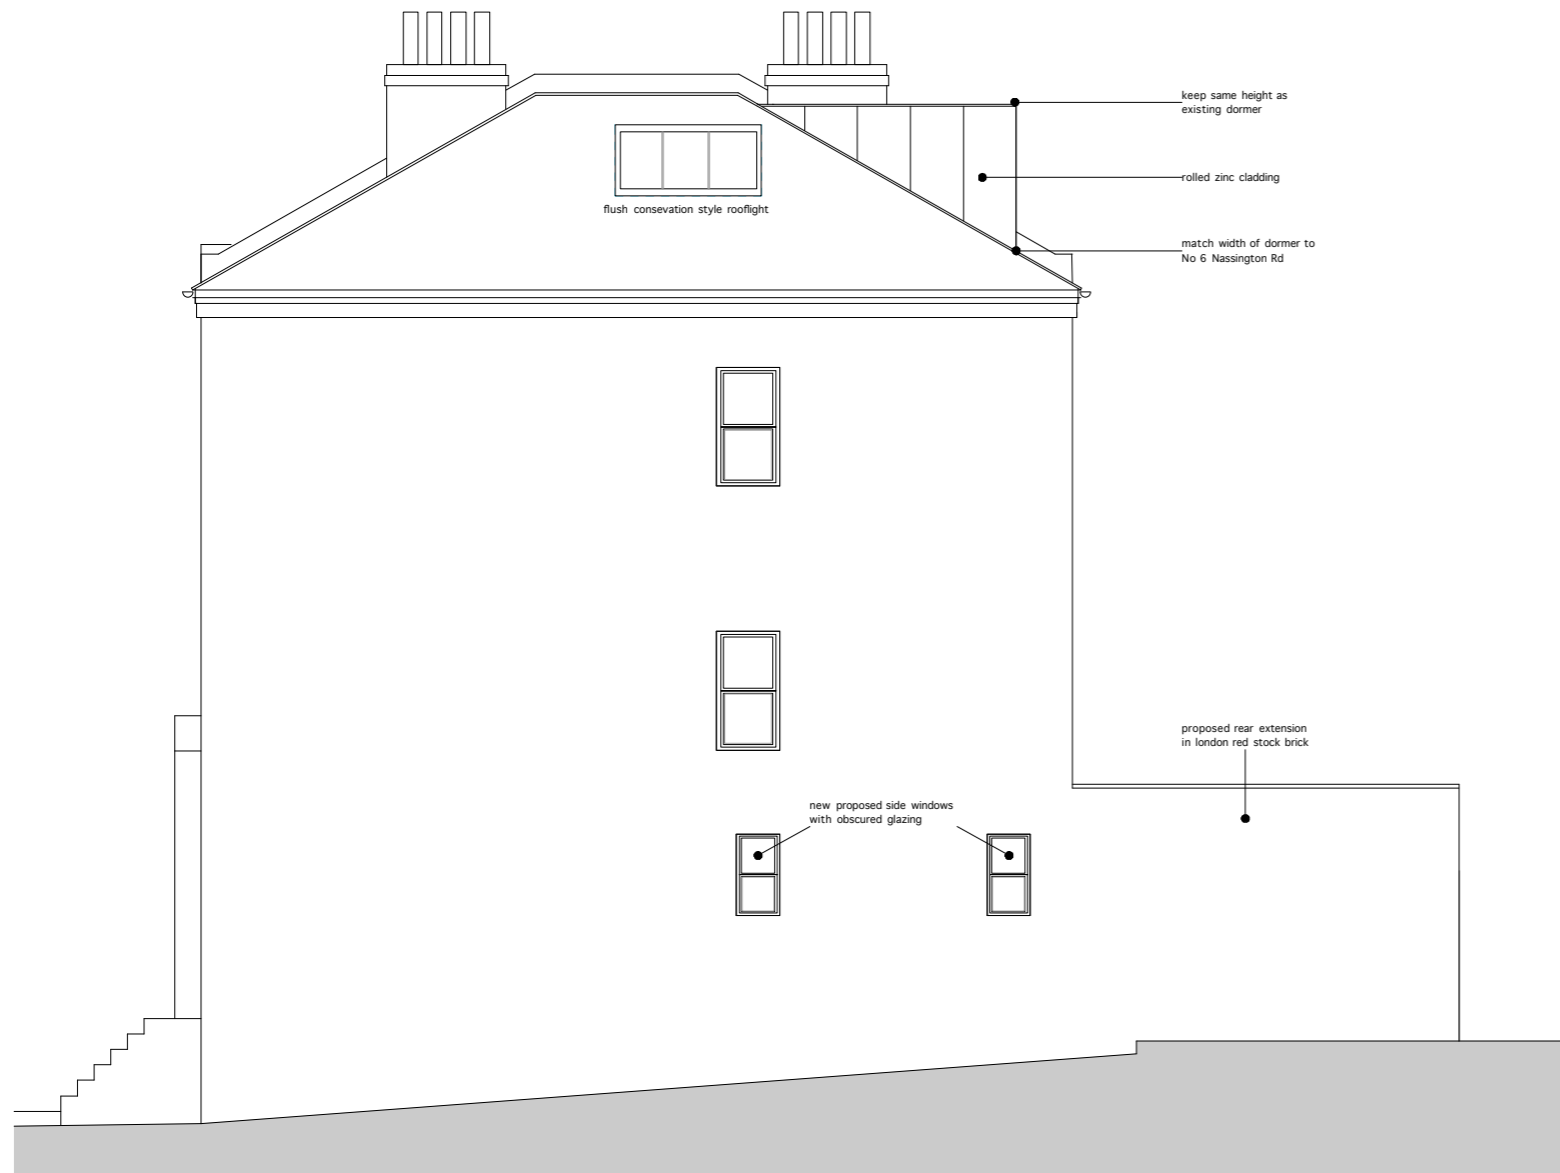 keep same height as
existing dormer
rolled zinc cladding
flush consevation style rooflight
match width of dormer to
No 6 Nassington Rd
proposed rear extension
in london red stock brick
new proposed side windows
with obscured glazing